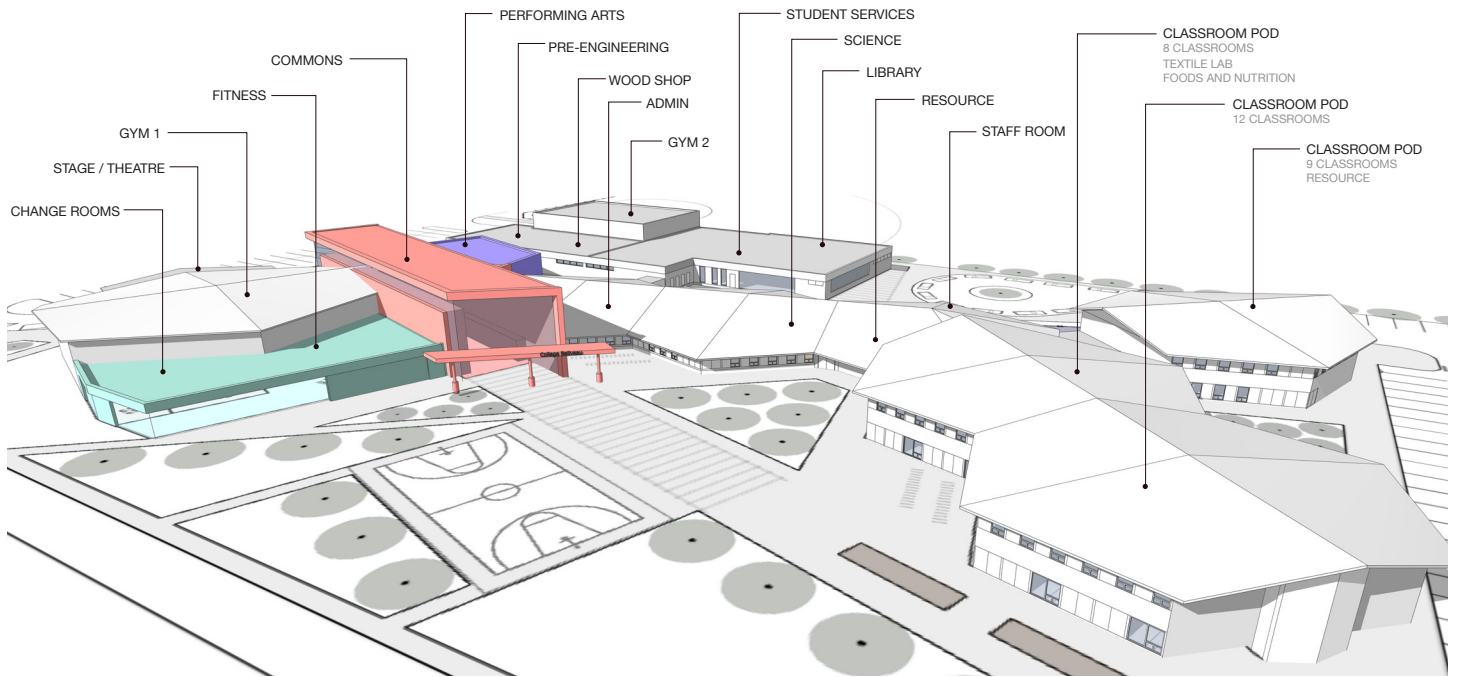 PERFORMING ARTS
STUDENT SERVICES
PRE-ENGINEERING
SCIENCE
CLASSROOM POD
8 CLASSROOMS
TEXTILE LAB
FOODS AND NUTRITION
COMMONS
WOOD SHOP
LIBRARY
FITNESS
ADMIN
RESOURCE
CLASSROOM POD
12 CLASSROOMS
GYM 1
GYM 2
STAFF ROOM
CLASSROOM POD
9 CLASSROOMS
RESOURCE
STAGE / THEATRE
CHANGE ROOMS
College